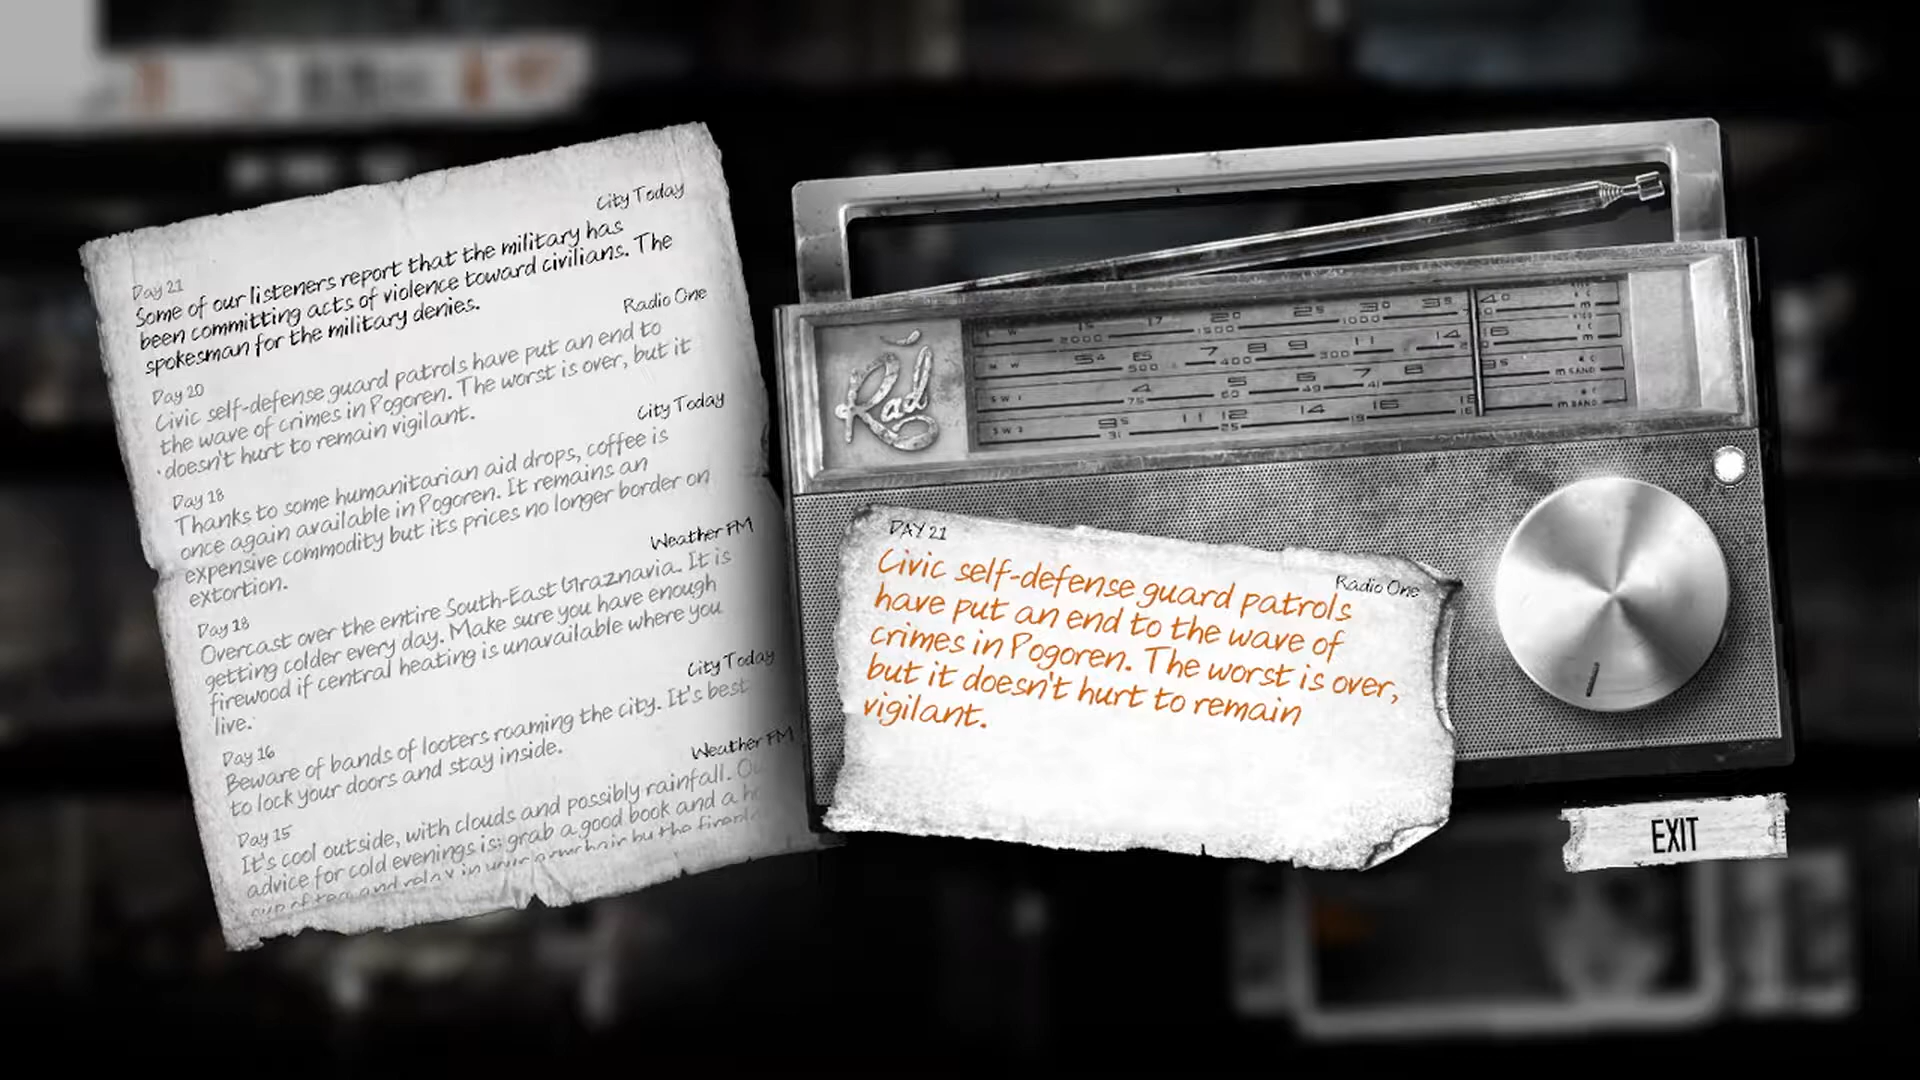 City Today
Day 21
Some of our listeners report that the military has
been committing acts of violence toward civilians. The
spokesman for the military denies.
Radio One
Day 20
Civic self-defense guard patrols have put an end to
the wave of crimes in Pogoren. The worst is over, but it
doesn't hurt to remain vigilant.
City Today
Day 18
Thanks to some humanitarian aid drops, coffee is
once again available in Pogoren. It remains an
expensive commodity but its prices no longer border on
extortion.
Weather FM
Day 18
Overcast over the entire South-East Graznavia. It is
getting colder every day. Make sure you have enough
firewood if central heating is unavailable where you
live.
City Today
Day 16
Beware of bands of looters roaming the city. It's best
to lock your doors and stay inside.
Weather FM
Day 15
It's cool outside, with clouds and possibly rainfall.
advice for cold evenings is: grab a good book and a
cup of tea and relax in your armchair by the
Rad
DAY 21
Radio One
Civic self-defense guard patrols
have put an end to the wave of
crimes in Pogoren. The worst is over,
but it doesn't hurt to remain
vigilant.
EXIT